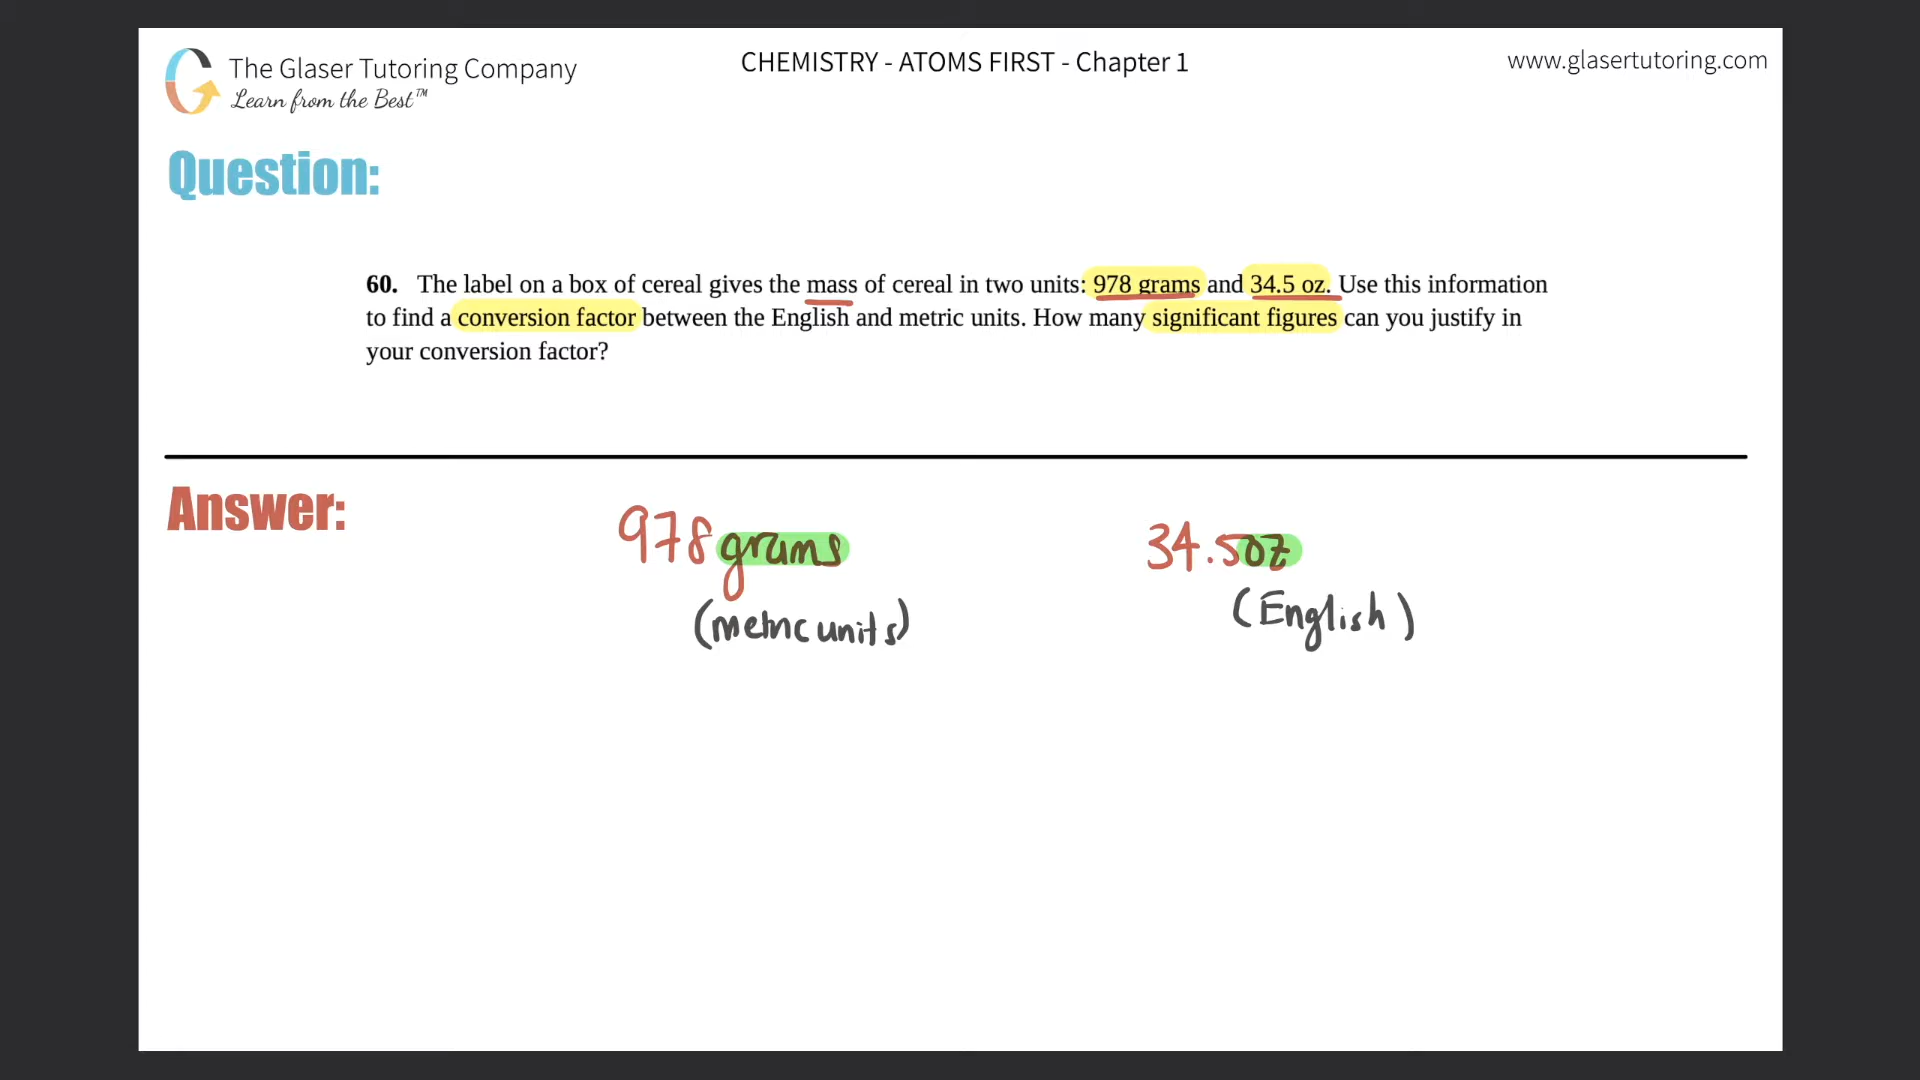 The Glaser Tutoring Company
Learn from the Best™
CHEMISTRY - ATOMS FIRST - Chapter 1
www.glasertutoring.com
Question:
60. The label on a box of cereal gives the mass of cereal in two units: 978 grams and 34.5 oz. Use this information
to find a conversion factor between the English and metric units. How many significant figures can you justify in
your conversion factor?
Answer:
978 grams
34.5 oz
(metric units)
(English)